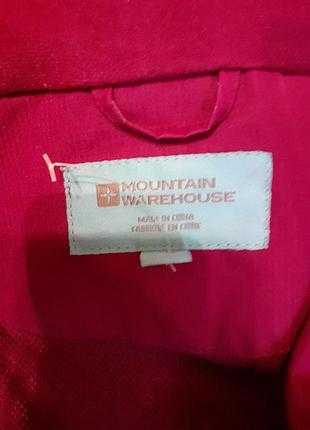 MOUNTAIN
WAREHOUSE
MADE IN CHINA
FABRIQUÉ EN CHINE